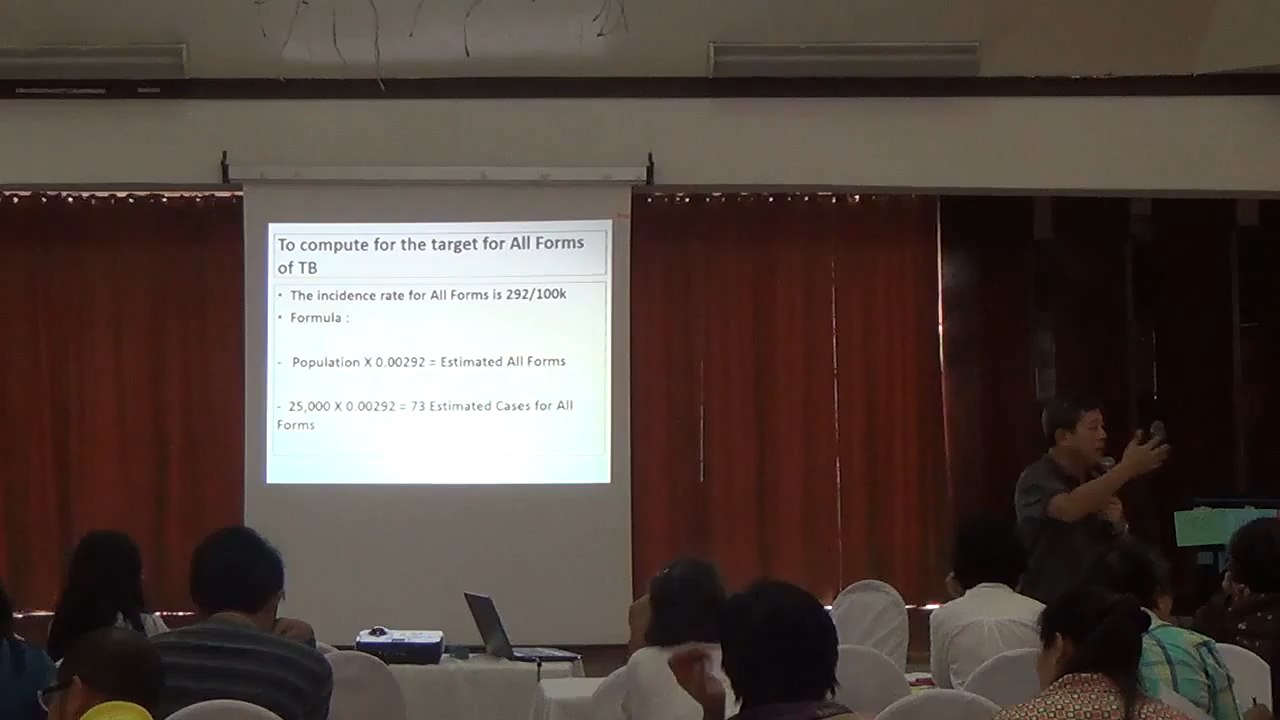 To compute for the target for All Forms
of TB
• The incidence rate for All Forms is 292/100k
• Formula :
- Population X 0.00292 = Estimated All Forms
- 25,000 X 0.00292 = 73 Estimated Cases for All
Forms